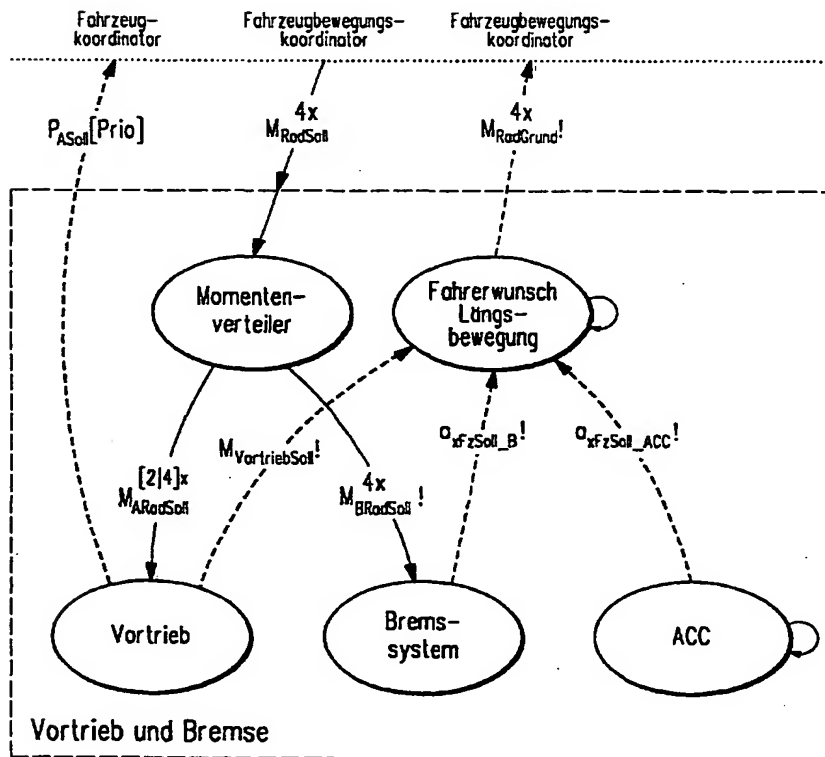 Fahrzeug-
koordinator
Fahrzeugbewegungs-
koordinator
Fahrzeugbewegungs-
koordinator
P_ASoll[Prio]
4x
M_RadSoll
4x
M_RadGrund!
Momenten-
verteiler
Fahrerwunsch
Längs-
bewegung
[2|4]x
M_ARadSoll
M_VortriebSoll!
4x
M_BRadSoll!
a_xFzSoll_B!
a_xFzSoll_ACC!
Vortrieb
Brems-
system
ACC
Vortrieb und Bremse